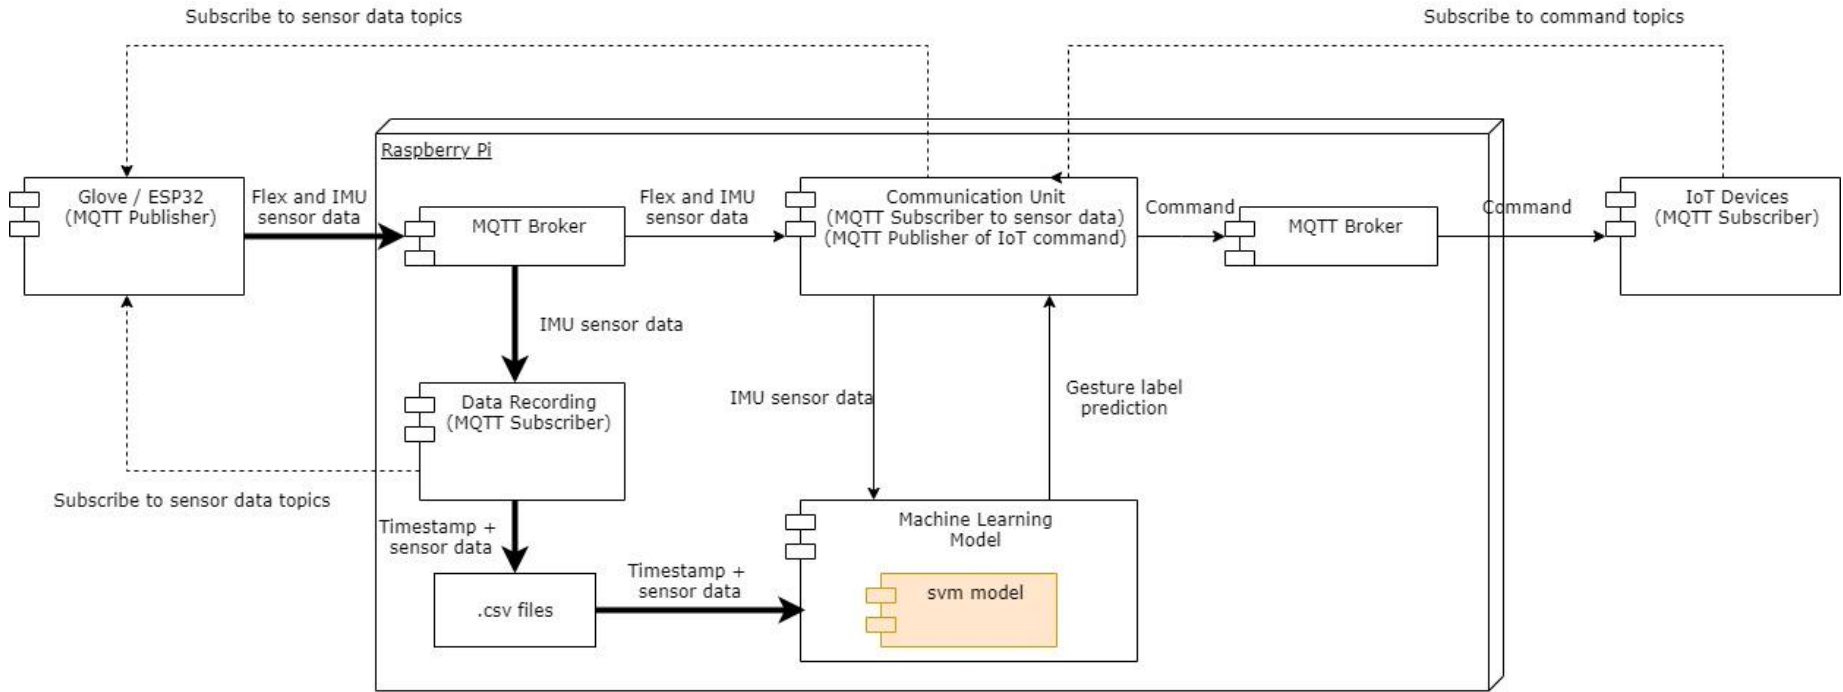 Subscribe to sensor data topics
Subscribe to command topics
Raspberry Pi
Glove / ESP32
(MQTT Publisher)
Flex and IMU
sensor data
MQTT Broker
Flex and IMU
sensor data
Communication Unit
(MQTT Subscriber to sensor data)
(MQTT Publisher of IoT command)
Command
MQTT Broker
Command
IoT Devices
(MQTT Subscriber)
IMU sensor data
Data Recording
(MQTT Subscriber)
IMU sensor data
Gesture label
prediction
Subscribe to sensor data topics
Timestamp +
sensor data
.csv files
Timestamp +
sensor data
Machine Learning
Model
svm model